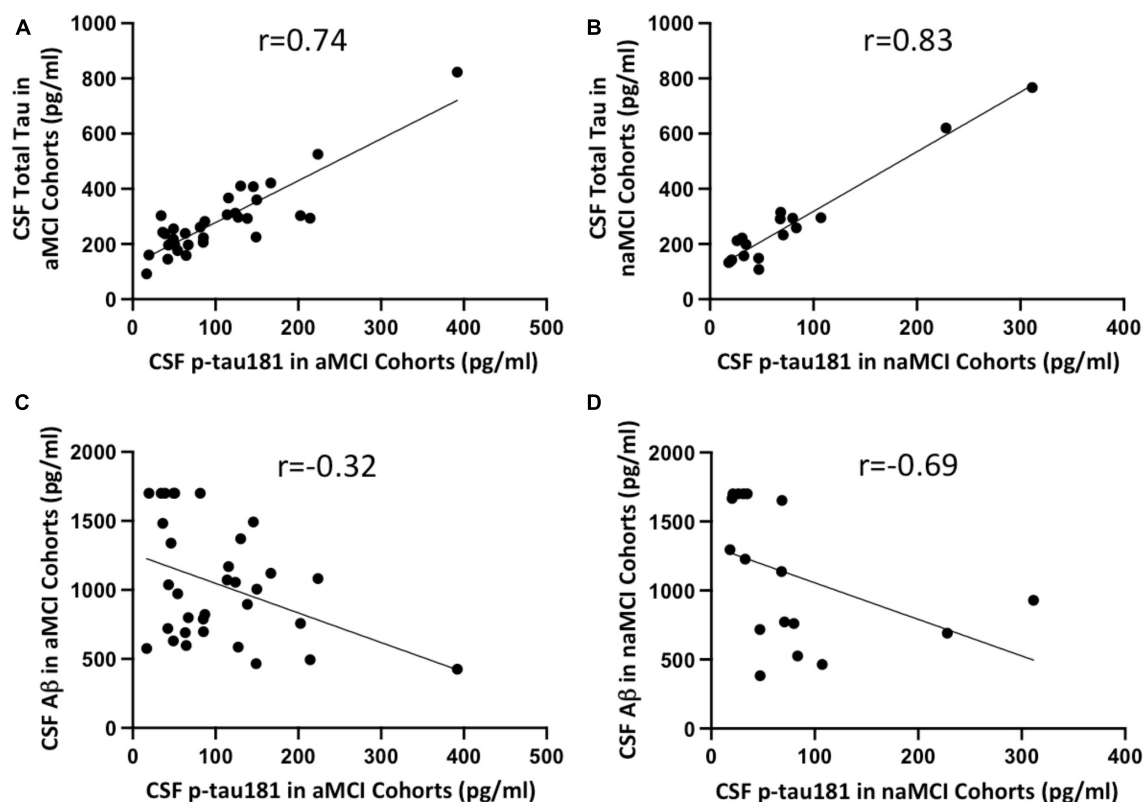 A
r=0.74
CSF Total Tau in
aMCI Cohorts (pg/ml)
1000
800
600
400
200
0
0 100 200 300 400 500
CSF p-tau181 in aMCI Cohorts (pg/ml)
B
r=0.83
CSF Total Tau in
naMCI Cohorts (pg/ml)
1000
800
600
400
200
0
0 100 200 300 400
CSF p-tau181 in naMCI Cohorts (pg/ml)
C
r=-0.32
CSF Aβ in aMCI Cohorts (pg/ml)
2000
1500
1000
500
0
0 100 200 300 400 500
CSF p-tau181 in aMCI Cohorts (pg/ml)
D
r=-0.69
CSF Aβ in naMCI Cohorts (pg/ml)
2000
1500
1000
500
0
0 100 200 300 400
CSF p-tau181 in naMCI Cohorts (pg/ml)